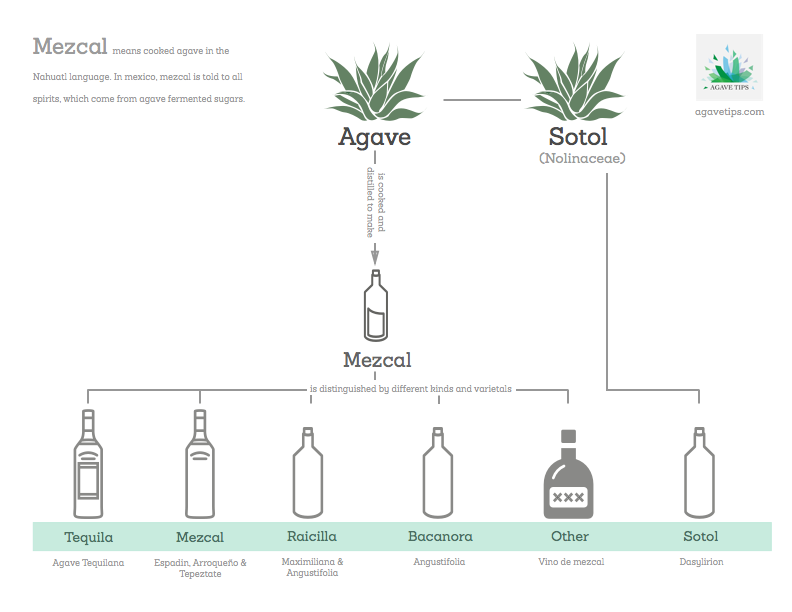 Mezcal means cooked agave in the
Nahuatl language. In mexico, mezcal is told to all
spirits, which come from agave fermented sugars.
AGAVE TIPS
agavetips.com
Agave
Sotol
(Nolinaceae)
is cooked and
distilled to make
Mezcal
is distinguished by different kinds and varietals
XXX
Tequila
Mezcal
Raicilla
Bacanora
Other
Sotol
Agave Tequilana
Espadin, Arroqueño &
Tepeztate
Maximiliana &
Angustifolia
Angustifolia
Vino de mezcal
Dasylirion